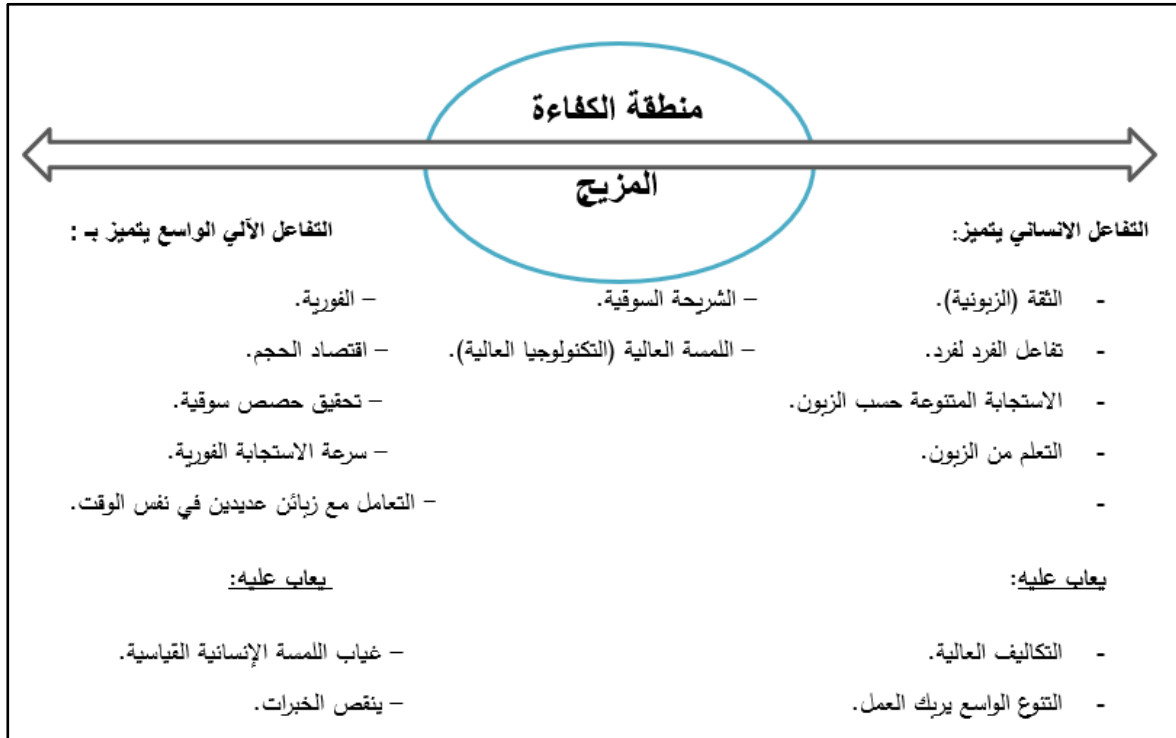 منطقة الكفاءة
المزيج
التفاعل الانساني يتميز:
- الثقة (الزبونية).
- تفاعل الفرد لفرد.
- الاستجابة المتنوعة حسب الزبون.
- التعلم من الزبون.
-
يعاب عليه:
- التكاليف العالية.
- التنوع الواسع يربك العمل.
– الشريحة السوقية.
– اللمسة العالية (التكنولوجيا العالية).
التفاعل الآلي الواسع يتميز بـ :
– الفورية.
– اقتصاد الحجم.
– تحقيق حصص سوقية.
– سرعة الاستجابة الفورية.
– التعامل مع زبائن عديدين في نفس الوقت.
يعاب عليه:
– غياب اللمسة الإنسانية القياسية.
– ينقص الخبرات.